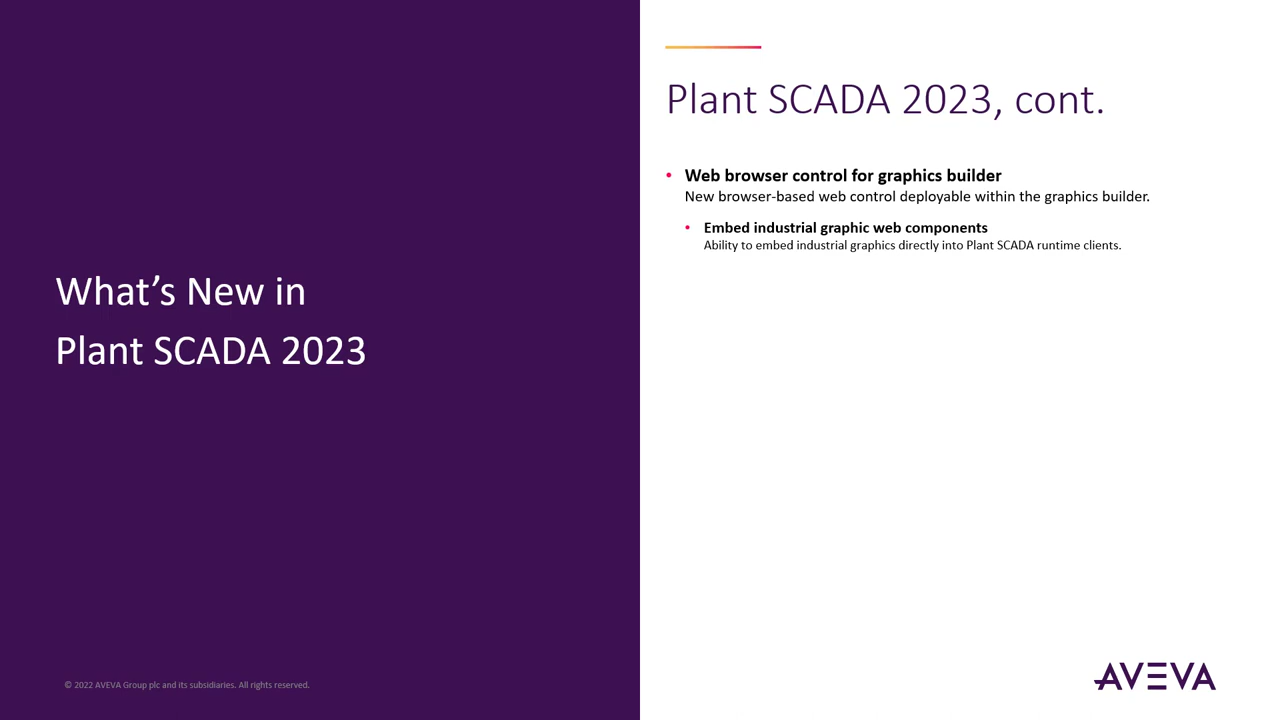 What’s New in
Plant SCADA 2023
© 2022 AVEVA Group plc and its subsidiaries. All rights reserved.
Plant SCADA 2023, cont.
• Web browser control for graphics builder
New browser-based web control deployable within the graphics builder.
• Embed industrial graphic web components
Ability to embed industrial graphics directly into Plant SCADA runtime clients.
AVEVA